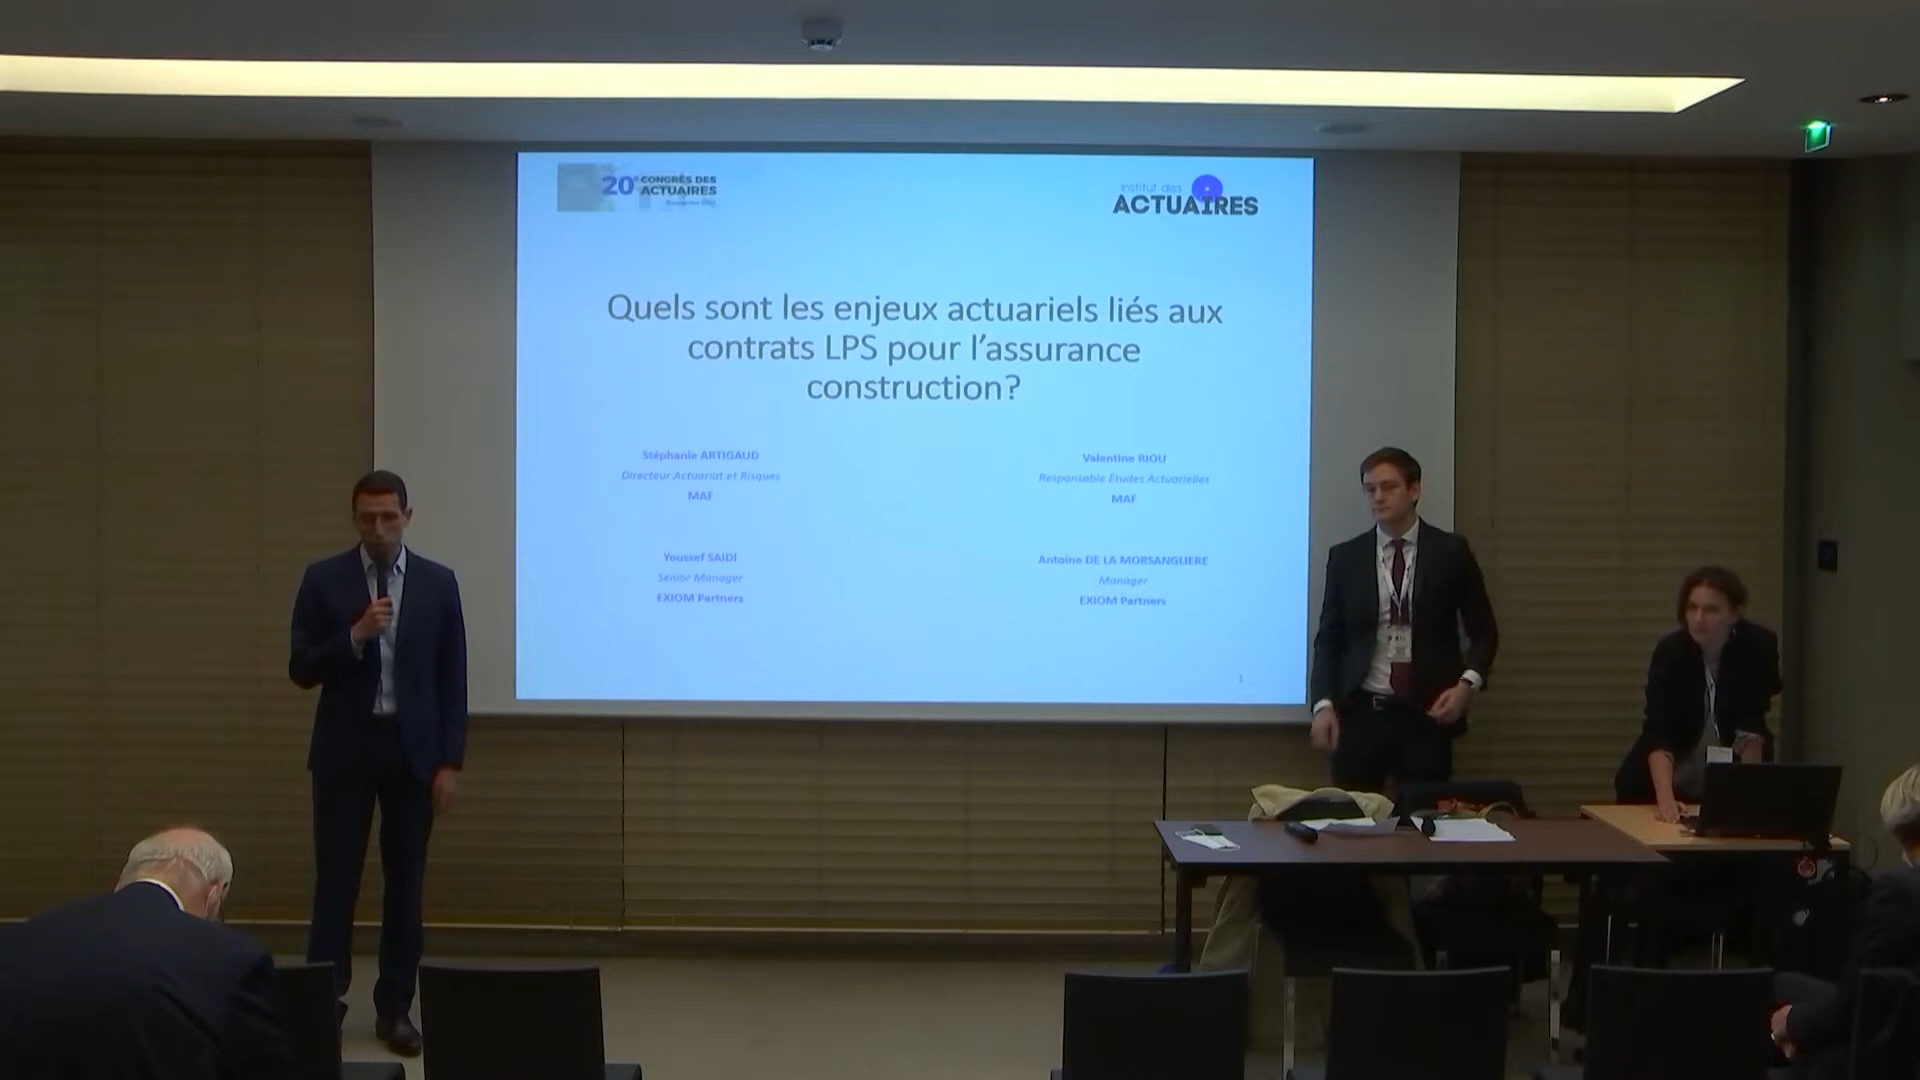 20e CONGRÈS DES
ACTUAIRES
Institut des
ACTUAIRES
Quels sont les enjeux actuariels liés aux
contrats LPS pour l'assurance
construction?
Stéphanie ARTIGAUD
Directeur Actuariat et Risques
MAF
Valentine RIOU
Responsable Etudes Actuarielles
MAF
Youssef SAIDI
Senior Manager
EXIOM Partners
Antoine DE LA MORSANGLIERE
Manager
EXIOM Partners
1